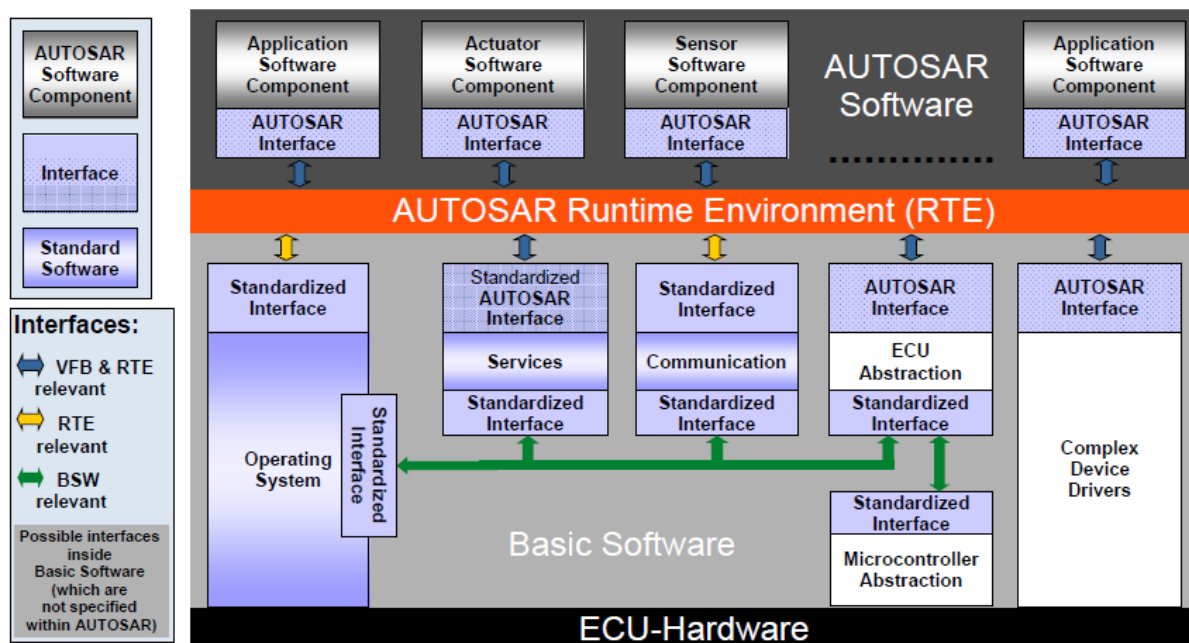 AUTOSAR
Software
Component
Interface
Standard
Software
Interfaces:
VFB & RTE
relevant
RTE
relevant
BSW
relevant
Possible interfaces
inside
Basic Software
(which are
not specified
within AUTOSAR)
Application
Software
Component
AUTOSAR
Interface
Actuator
Software
Component
AUTOSAR
Interface
Sensor
Software
Component
AUTOSAR
Interface
AUTOSAR
Software
..............
Application
Software
Component
AUTOSAR
Interface
AUTOSAR Runtime Environment (RTE)
Standardized
Interface
Operating
System
Standardized
Interface
Standardized
AUTOSAR
Interface
Services
Standardized
Interface
Standardized
Interface
Communication
Standardized
Interface
AUTOSAR
Interface
ECU
Abstraction
Standardized
Interface
Standardized
Interface
Microcontroller
Abstraction
AUTOSAR
Interface
Complex
Device
Drivers
Basic Software
ECU-Hardware